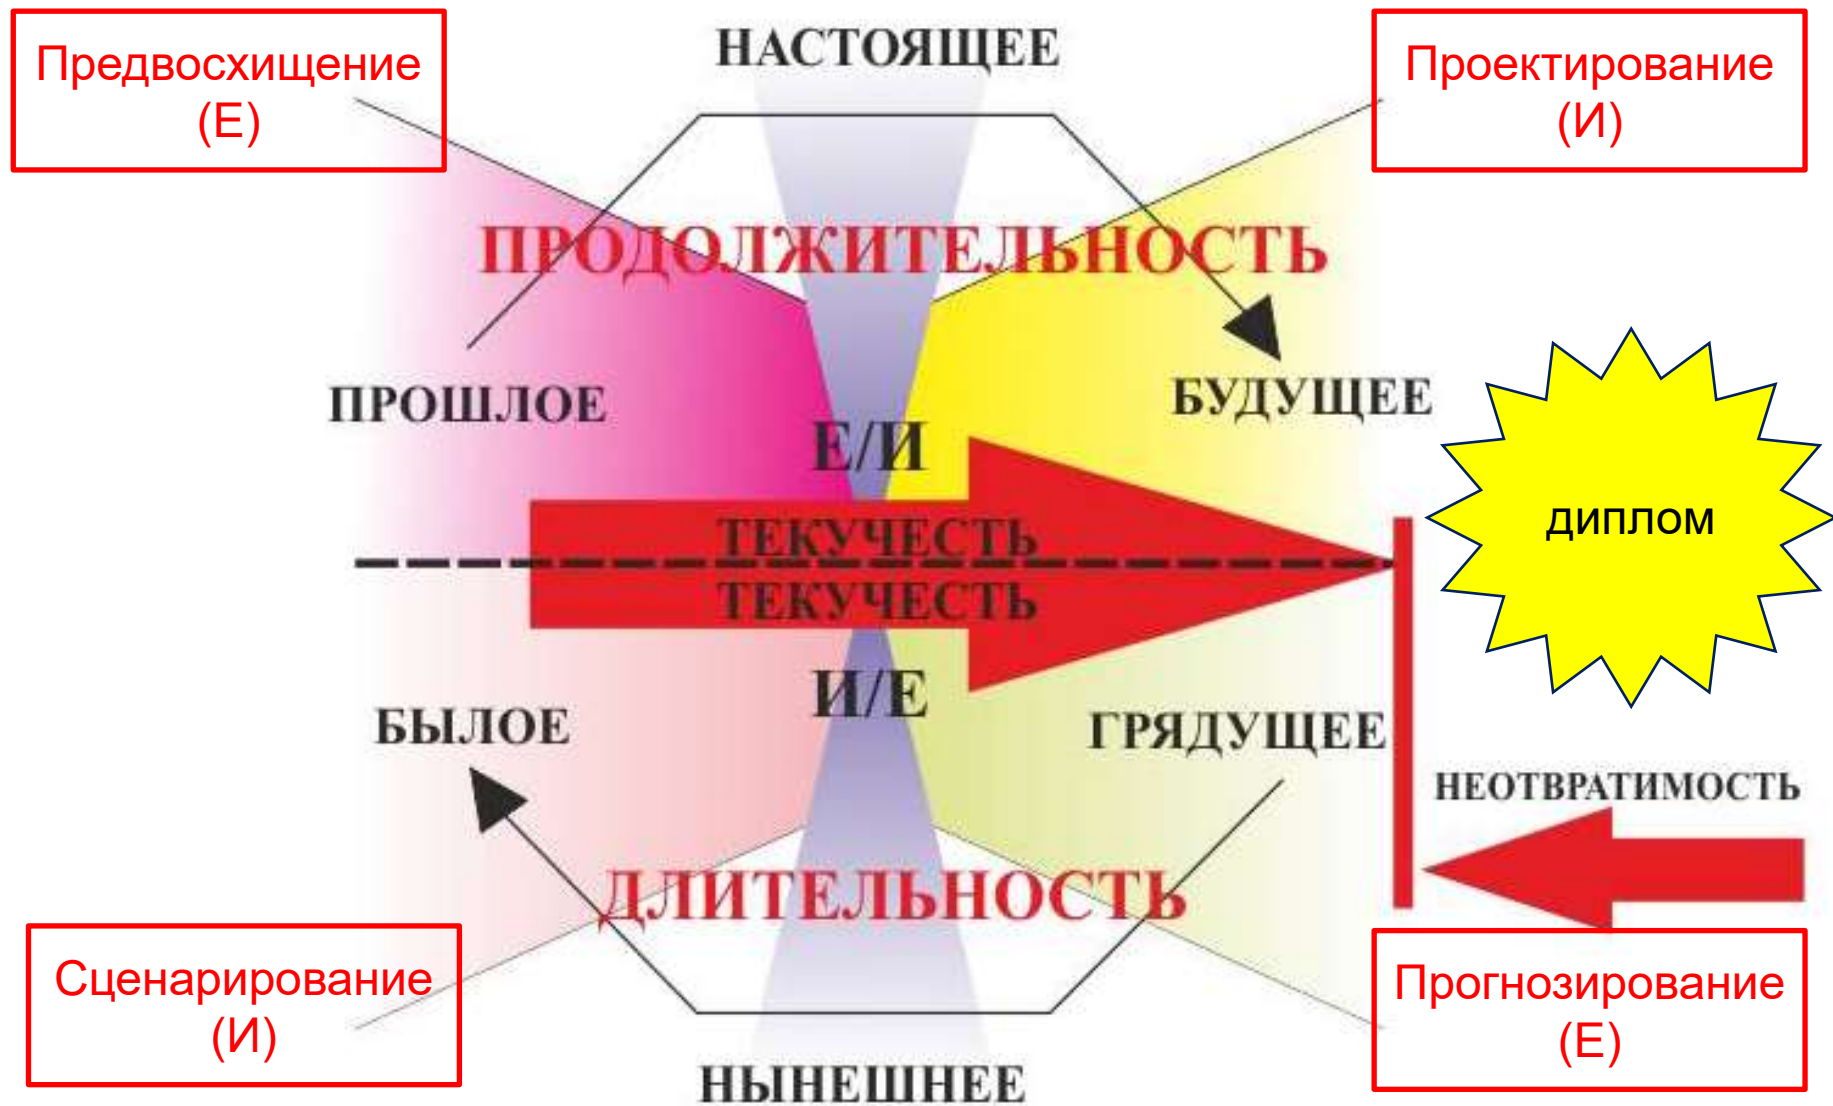 Предвосхищение
(Е)
НАСТОЯЩЕЕ
Проектирование
(И)
ПРОДОЛЖИТЕЛЬНОСТЬ
ПРОШЛОЕ
БУДУЩЕЕ
Е/И
ТЕКУЧЕСТЬ
ТЕКУЧЕСТЬ
диплом
И/Е
БЫЛОЕ
ГРЯДУЩЕЕ
НЕОТВРАТИМОСТЬ
ДЛИТЕЛЬНОСТЬ
Сценарирование
(И)
Прогнозирование
(Е)
НЫНЕШНЕЕ